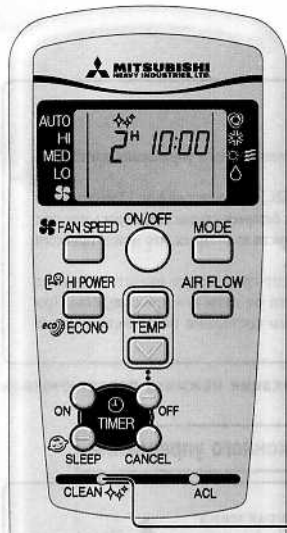 MITSUBISHI
HEAVY INDUSTRIES, LTD.
AUTO
HI
MED
LO
2H 10:00
FAN SPEED
ON/OFF
MODE
HI POWER
AIR FLOW
eco ECONO
TEMP
ON
TIMER
OFF
SLEEP
CANCEL
CLEAN
ACL